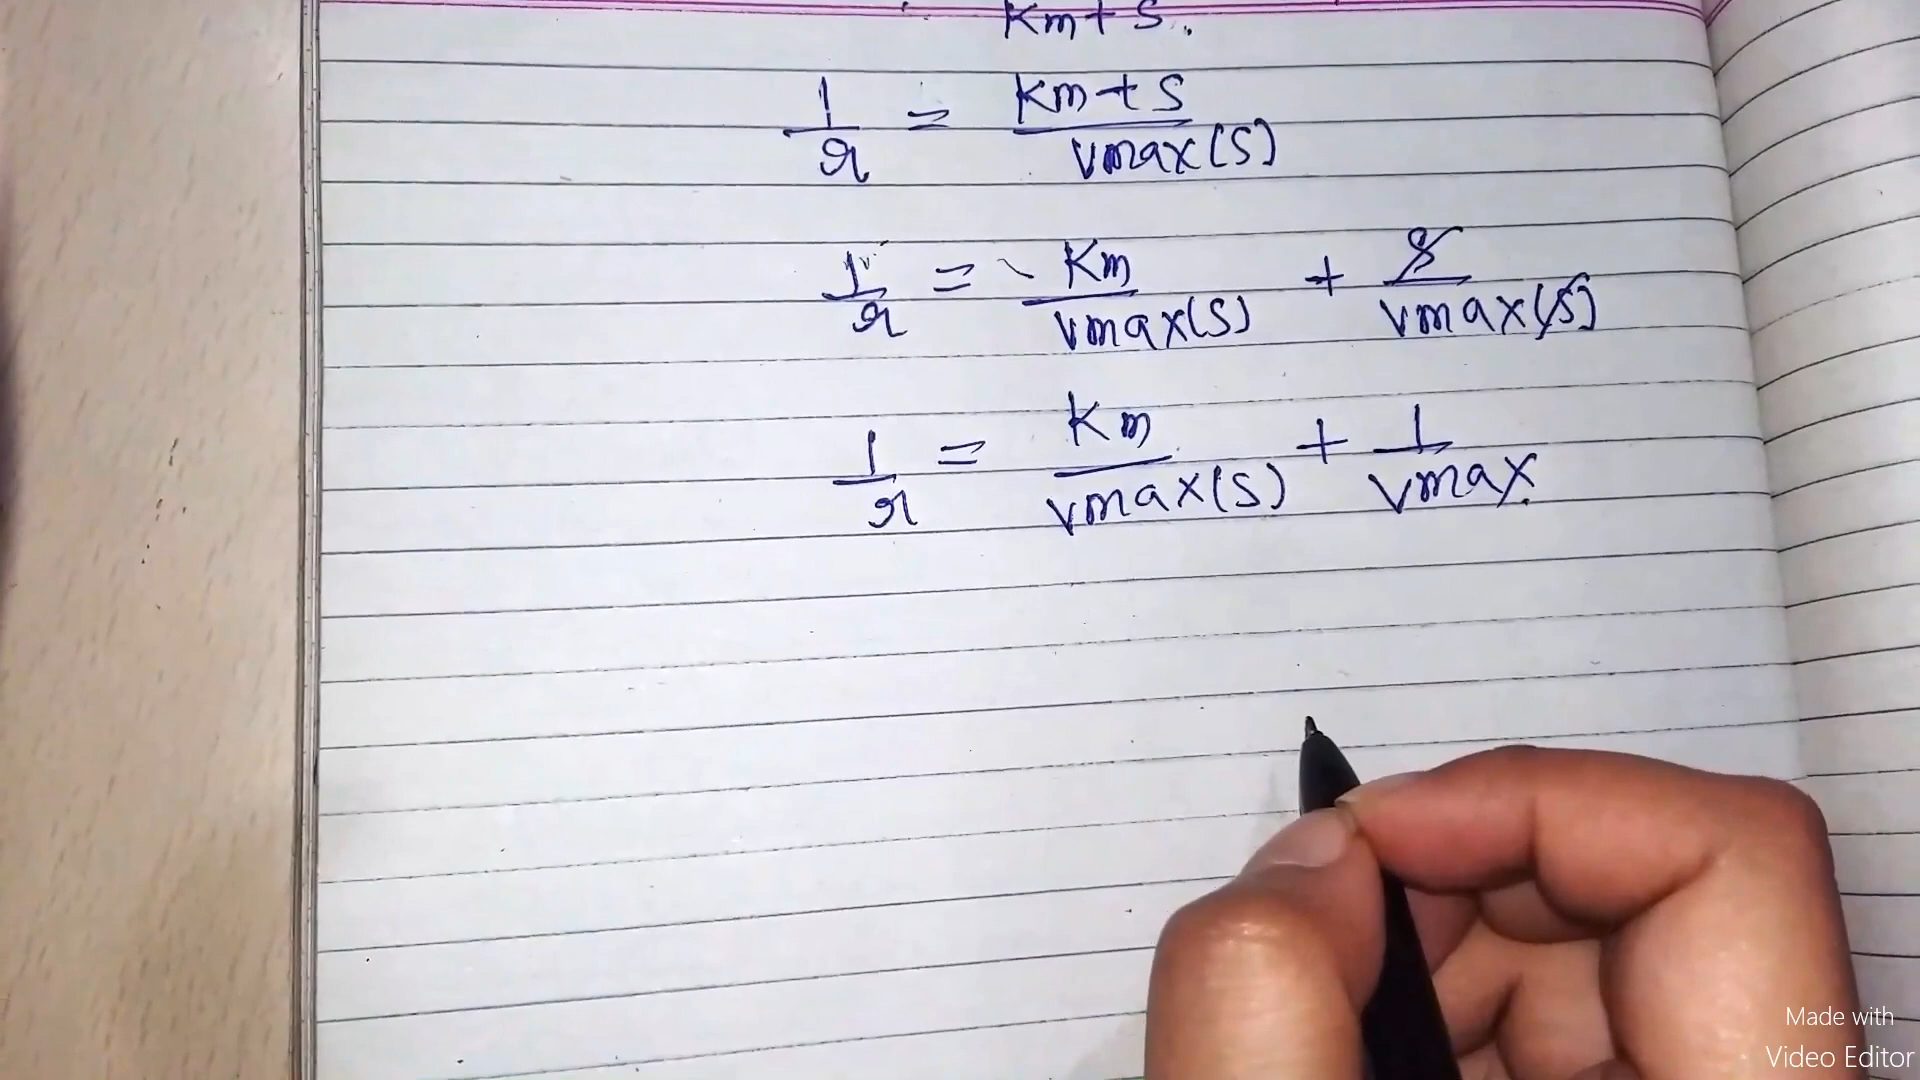 Km+S.
1/r = Km+S / Vmax(S)
1/r = Km / Vmax(S) + S / Vmax(S)
1/r = Km / Vmax(S) + 1 / Vmax
Made with
Video Editor